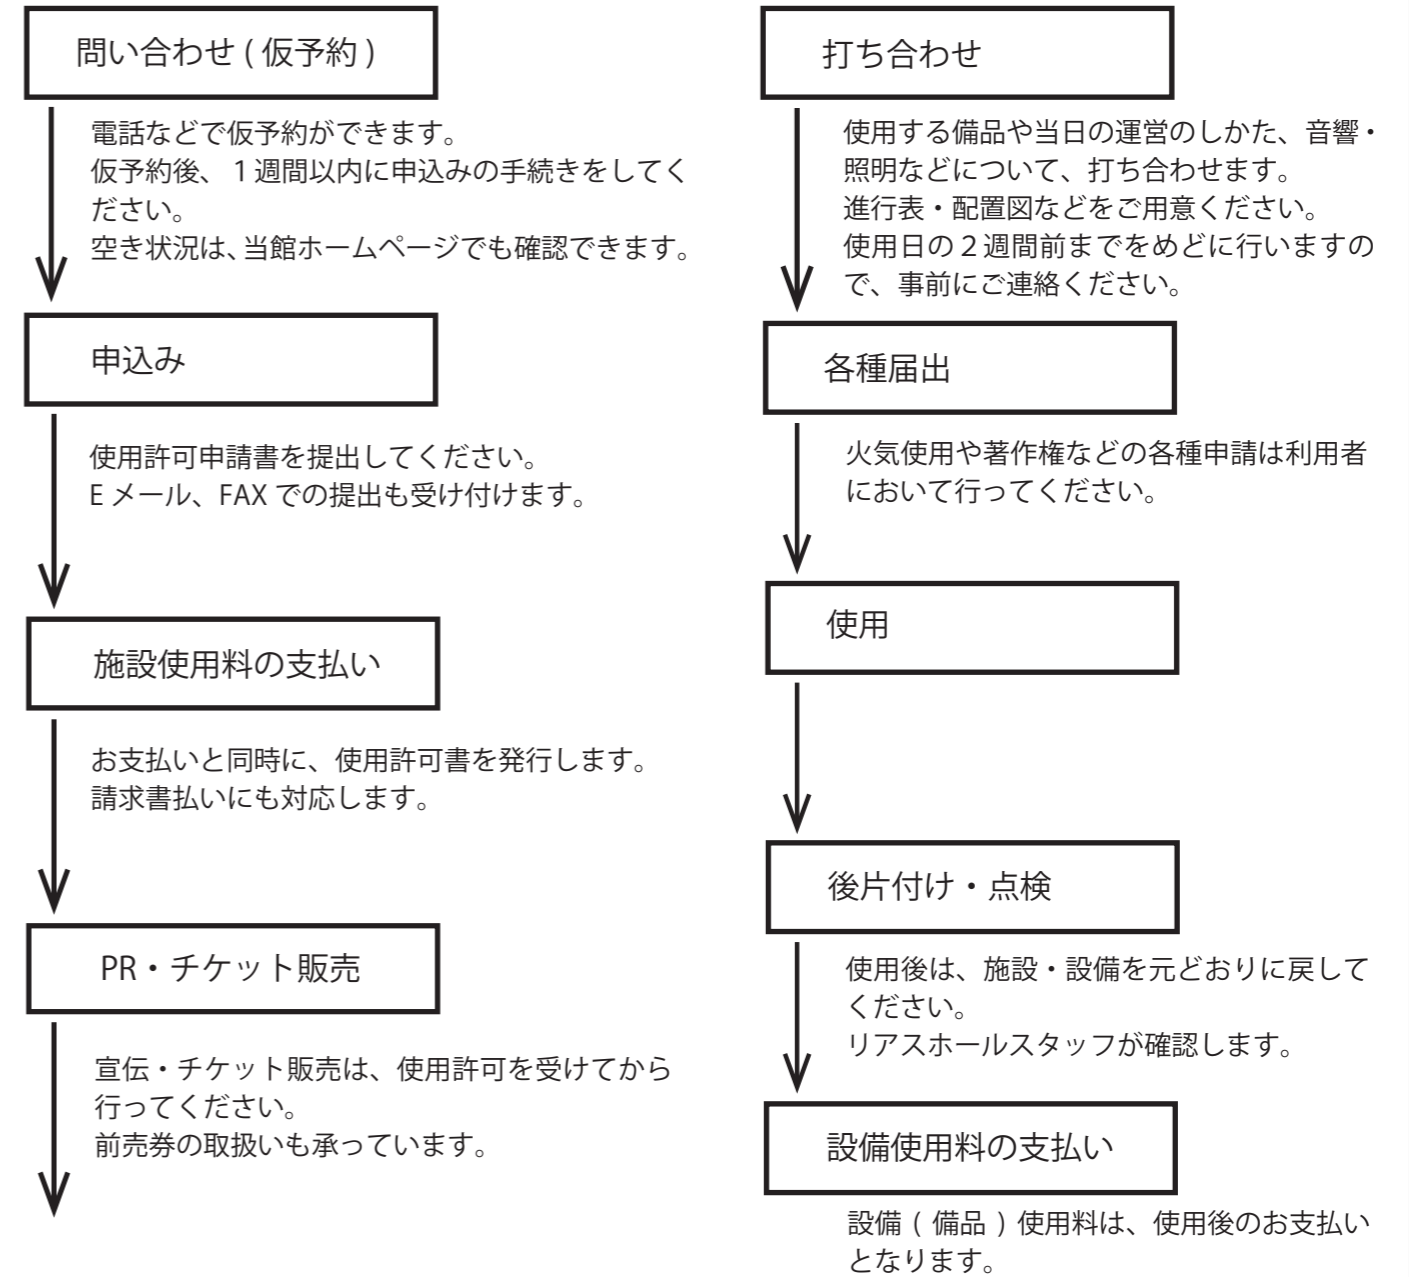 問い合わせ ( 仮予約 )
電話などで仮予約ができます。
仮予約後、１週間以内に申込みの手続きをしてく
ださい。
空き状況は、当館ホームページでも確認できます。
申込み
使用許可申請書を提出してください。
E メール、FAX での提出も受け付けます。
施設使用料の支払い
お支払いと同時に、使用許可書を発行します。
請求書払いにも対応します。
PR・チケット販売
宣伝・チケット販売は、使用許可を受けてから
行ってください。
前売券の取扱いも承っています。
打ち合わせ
使用する備品や当日の運営のしかた、音響・
照明などについて、打ち合わせます。
進行表・配置図などをご用意ください。
使用日の２週間前までをめどに行いますの
で、事前にご連絡ください。
各種届出
火気使用や著作権などの各種申請は利用者
において行ってください。
使用
後片付け・点検
使用後は、施設・設備を元どおりに戻して
ください。
リアスホールスタッフが確認します。
設備使用料の支払い
設備 ( 備品 ) 使用料は、使用後のお支払い
となります。